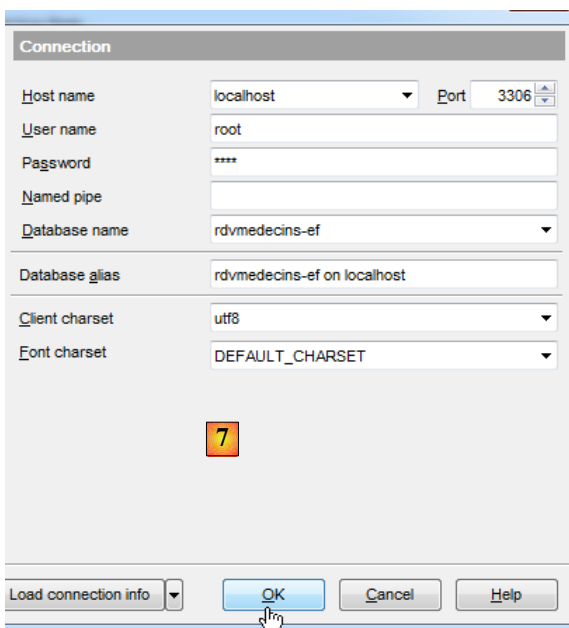 Connection
Host name localhost Port 3306
User name root
Password ****
Named pipe
Database name rdvmedecins-ef
Database alias rdvmedecins-ef on localhost
Client charset utf8
Font charset DEFAULT_CHARSET
7
Load connection info OK Cancel Help